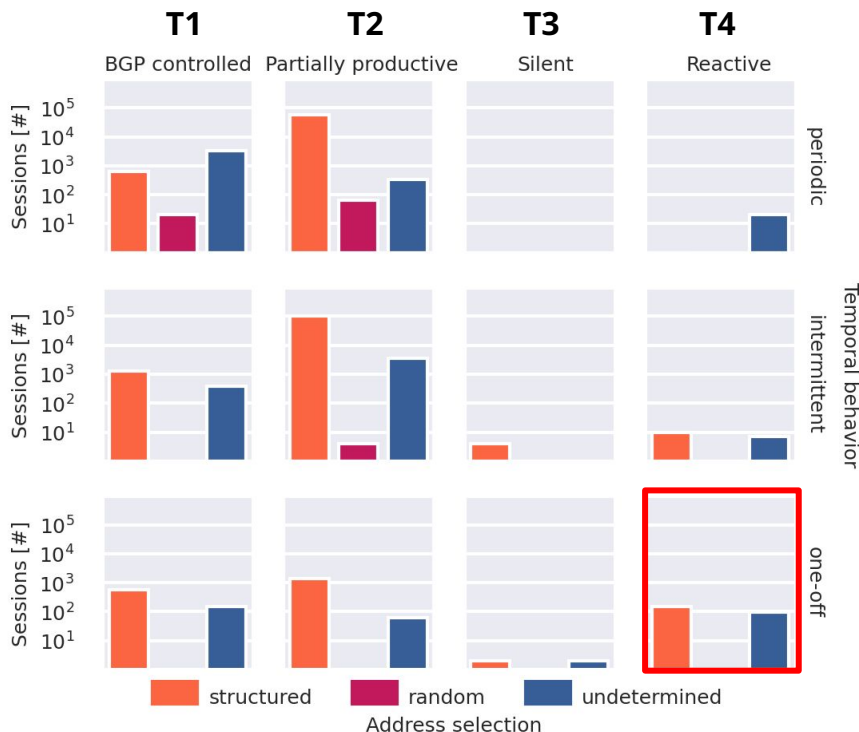 T1 T2 T3 T4
BGP controlled Partially productive Silent Reactive
Sessions [#]
10⁵
10⁴
10³
10²
10¹
periodic
Sessions [#]
10⁵
10⁴
10³
10²
10¹
intermittent
Temporal behavior
Sessions [#]
10⁵
10⁴
10³
10²
10¹
one-off
structured random undetermined
Address selection